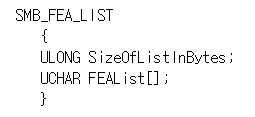 SMB_FEA_LIST
{
ULONG SizeOfListInBytes;
UCHAR FEAList[];
}